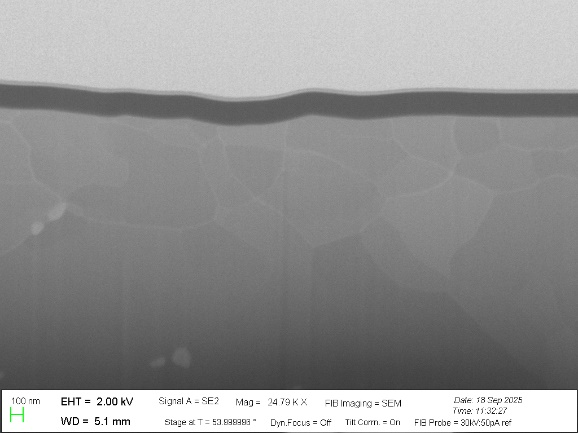 100 nm EHT = 2.00 kV Signal A = SE2 Mag = 24.79 K X FIB Imaging = SEM Date: 18 Sep 2025
Time: 11:32:27
WD = 5.1 mm Stage at T = 53.999993 ° Dyn.Focus = Off Tilt Corrn. = On FIB Probe = 30kV:50pA ref